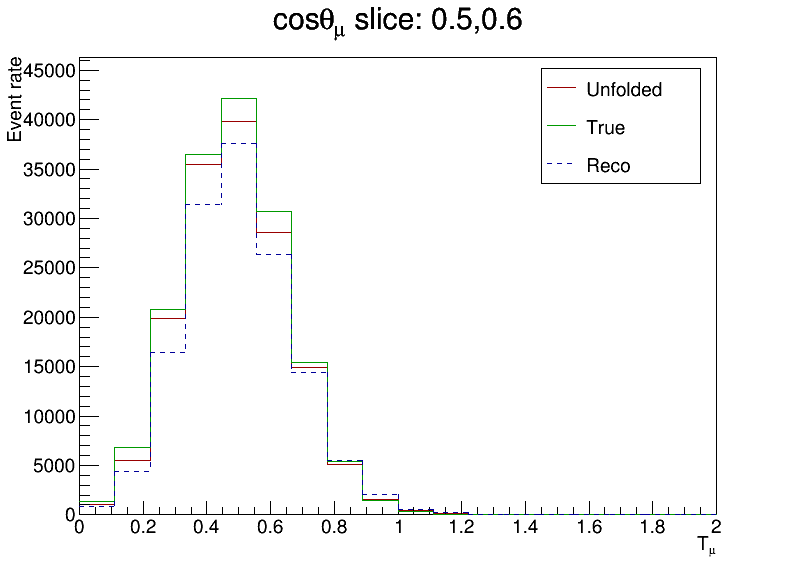 cosθμ slice: 0.5,0.6
Event rate
45000
40000
35000
30000
25000
20000
15000
10000
5000
0
Unfolded
True
Reco
0 0.2 0.4 0.6 0.8 1 1.2 1.4 1.6 1.8 2
Tμ